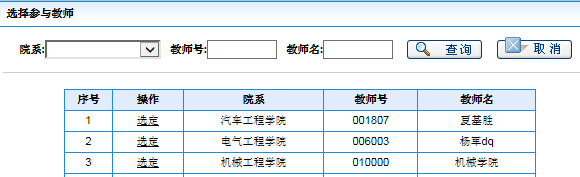 选择参与教师
院系: 教师号: 教师名: 查 询 取 消
序号 操作 院系 教师号 教师名
1 选定 汽车工程学院 001807 夏基胜
2 选定 电气工程学院 006003 杨军dq
3 选定 机械工程学院 010000 机械学院